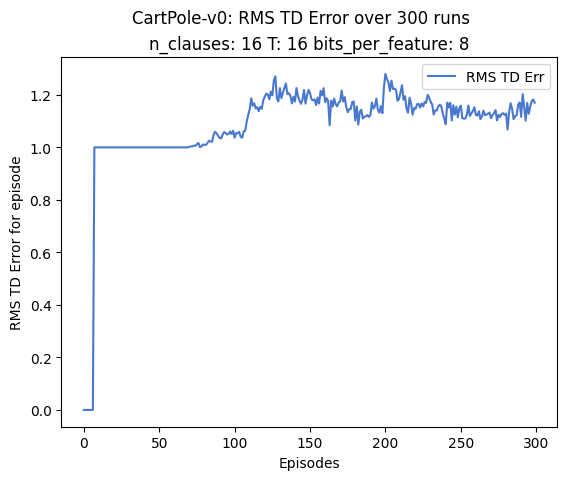 CartPole-v0: RMS TD Error over 300 runs
n_clauses: 16 T: 16 bits_per_feature: 8
RMS TD Err
1.2
1.0
0.8
0.6
0.4
0.2
0.0
RMS TD Error for episode
0 50 100 150 200 250 300
Episodes